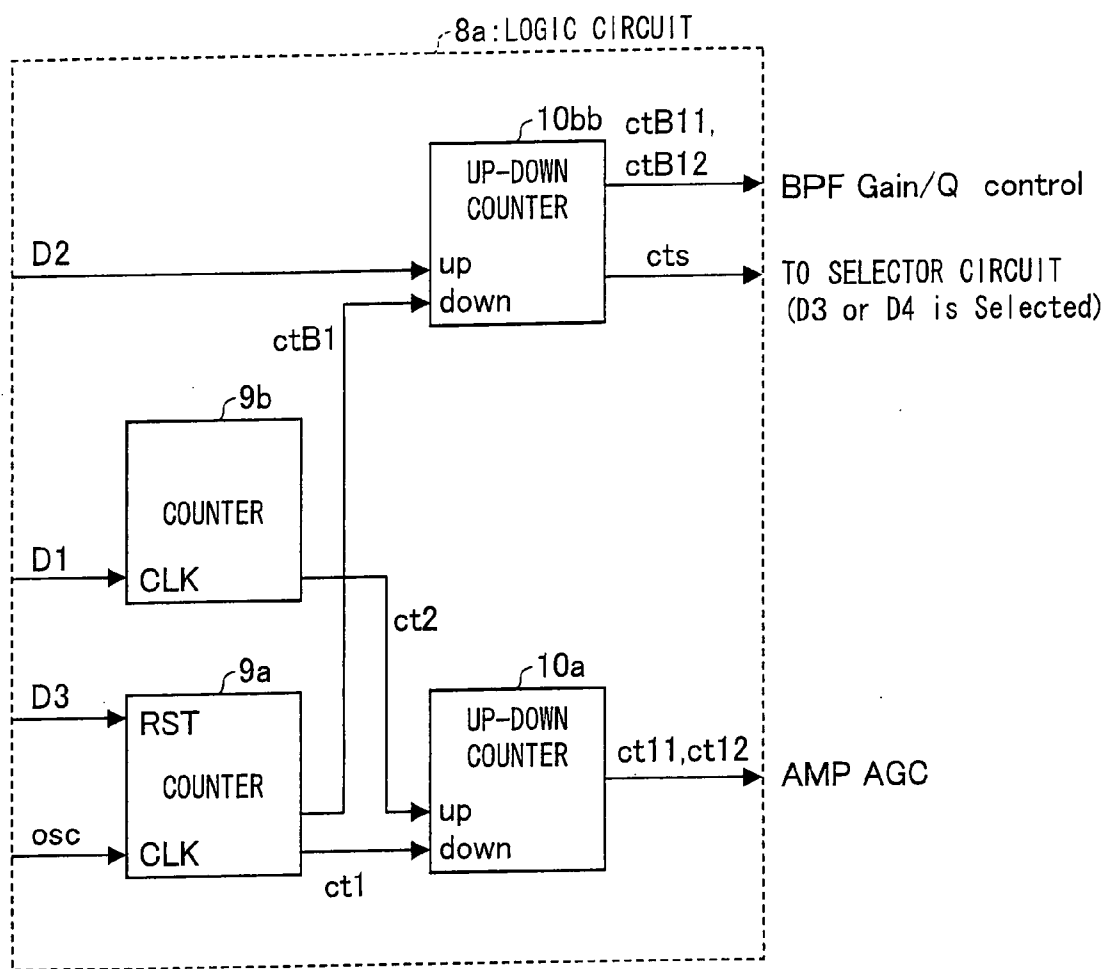 8a:LOGIC CIRCUIT
10bb
ctB11,
ctB12
UP-DOWN
COUNTER
BPF Gain/Q control
D2
up
cts
TO SELECTOR CIRCUIT
(D3 or D4 is Selected)
down
ctB1
9b
COUNTER
D1
CLK
ct2
9a
10a
D3
RST
UP-DOWN
COUNTER
ct11,ct12
AMP AGC
COUNTER
up
osc
CLK
down
ct1